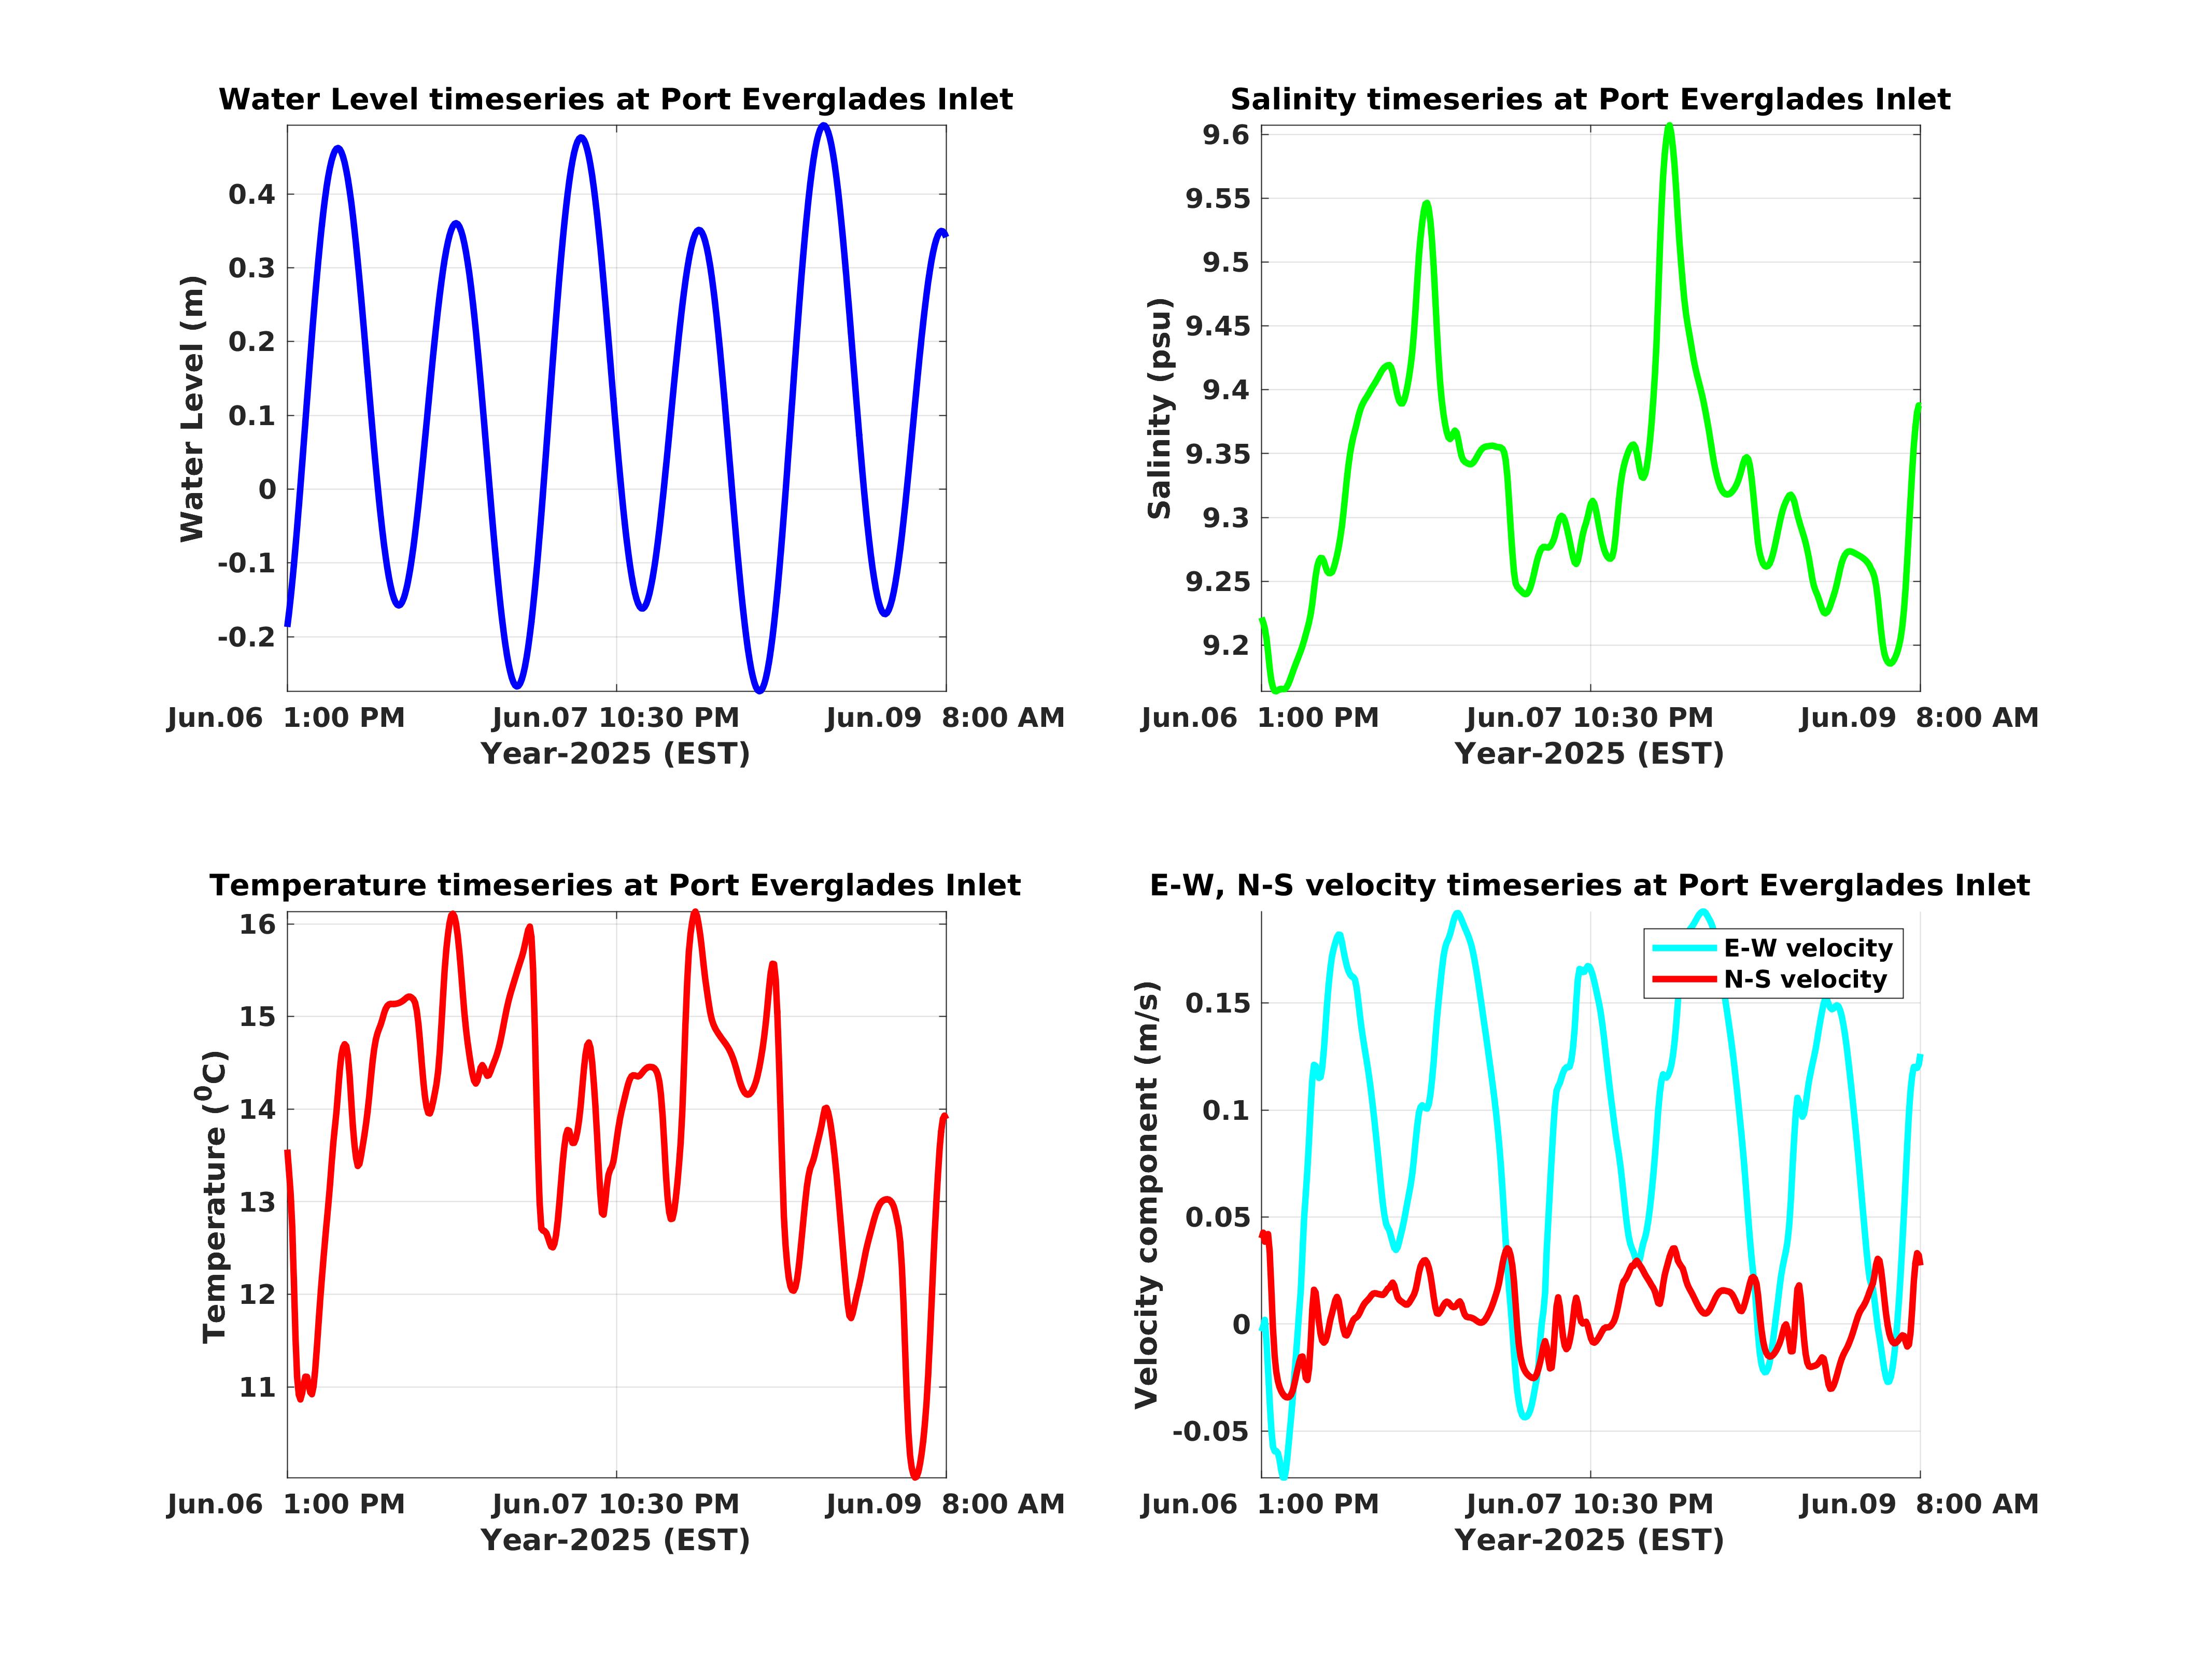 Water Level timeseries at Port Everglades Inlet
Water Level (m)
0.4
0.3
0.2
0.1
0
-0.1
-0.2
Jun.06 1:00 PM Jun.07 10:30 PM Jun.09 8:00 AM
Year-2025 (EST)
Salinity timeseries at Port Everglades Inlet
Salinity (psu)
9.6
9.55
9.5
9.45
9.4
9.35
9.3
9.25
9.2
Jun.06 1:00 PM Jun.07 10:30 PM Jun.09 8:00 AM
Year-2025 (EST)
Temperature timeseries at Port Everglades Inlet
Temperature (⁰C)
16
15
14
13
12
11
Jun.06 1:00 PM Jun.07 10:30 PM Jun.09 8:00 AM
Year-2025 (EST)
E-W, N-S velocity timeseries at Port Everglades Inlet
Velocity component (m/s)
0.15
0.1
0.05
0
-0.05
E-W velocity
N-S velocity
Jun.06 1:00 PM Jun.07 10:30 PM Jun.09 8:00 AM
Year-2025 (EST)